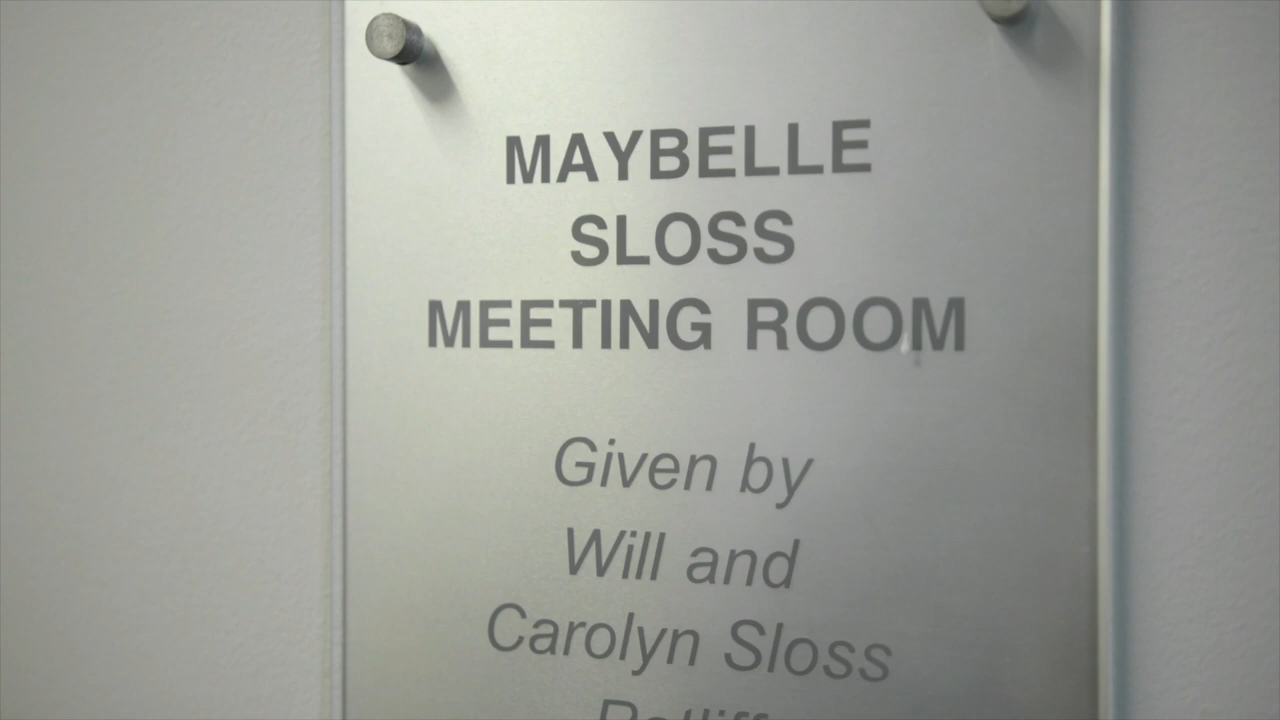 MAYBELLE
SLOSS
MEETING ROOM
Given by
Will and
Carolyn Sloss